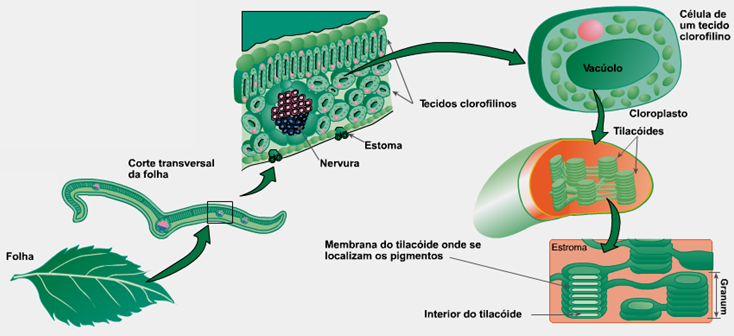 Folha
Corte transversal
da folha
Tecidos clorofilinos
Estoma
Nervura
Célula de
um tecido
clorofilino
Vacúolo
Cloroplasto
Tilacóides
Membrana do tilacóide onde se
localizam os pigmentos
Estroma
Granum
Interior do tilacóide